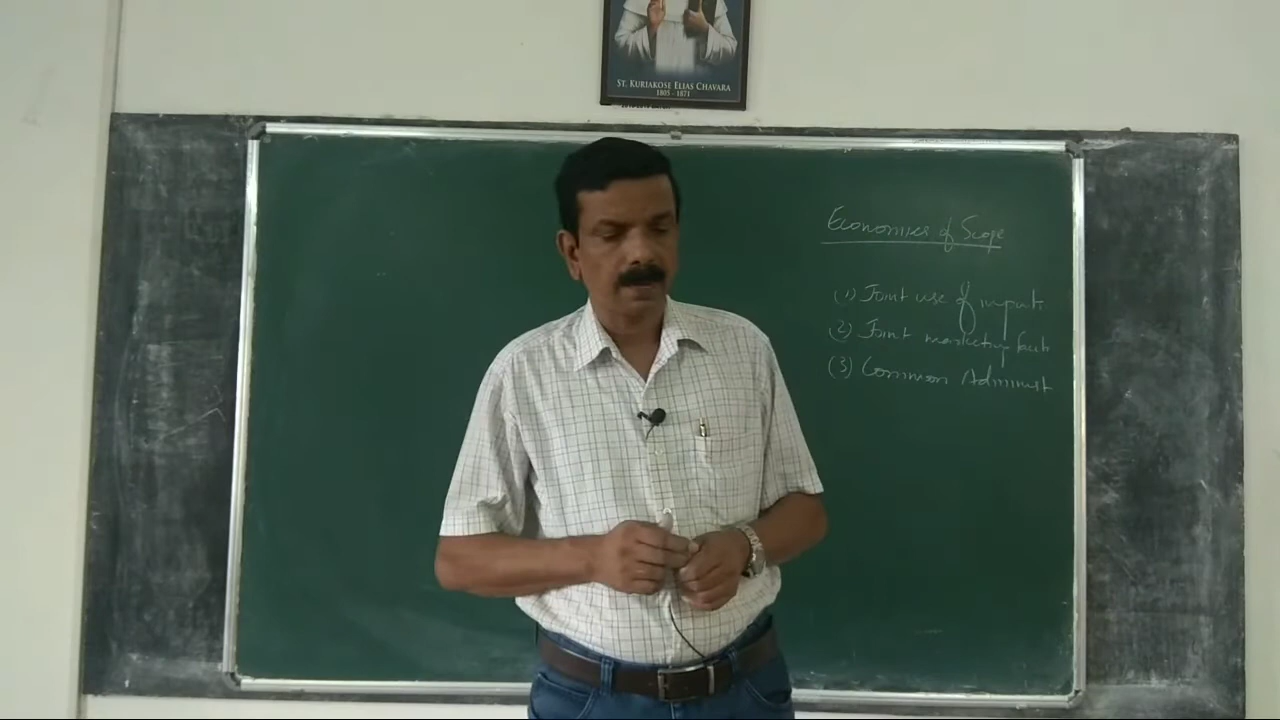 ST. KURIAKOSE ELIAS CHAVARA
1805 - 1871
Economies of Scope
(1) Joint use of inputs
(2) Joint marketing
(3) Common Administ